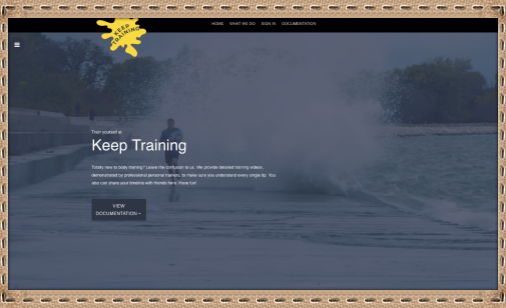 KEEP
TRAINING
HOME WHAT WE DO SIGN IN DOCUMENTATION
Train yourself at
Keep Training
Totally new to body training? Leave the confusion to us. We provide detailed training videos,
demonstrated by professional personal trainers, to make sure you understand every single tip. You
also can share your timeline with friends here. Have fun!
VIEW
DOCUMENTATION